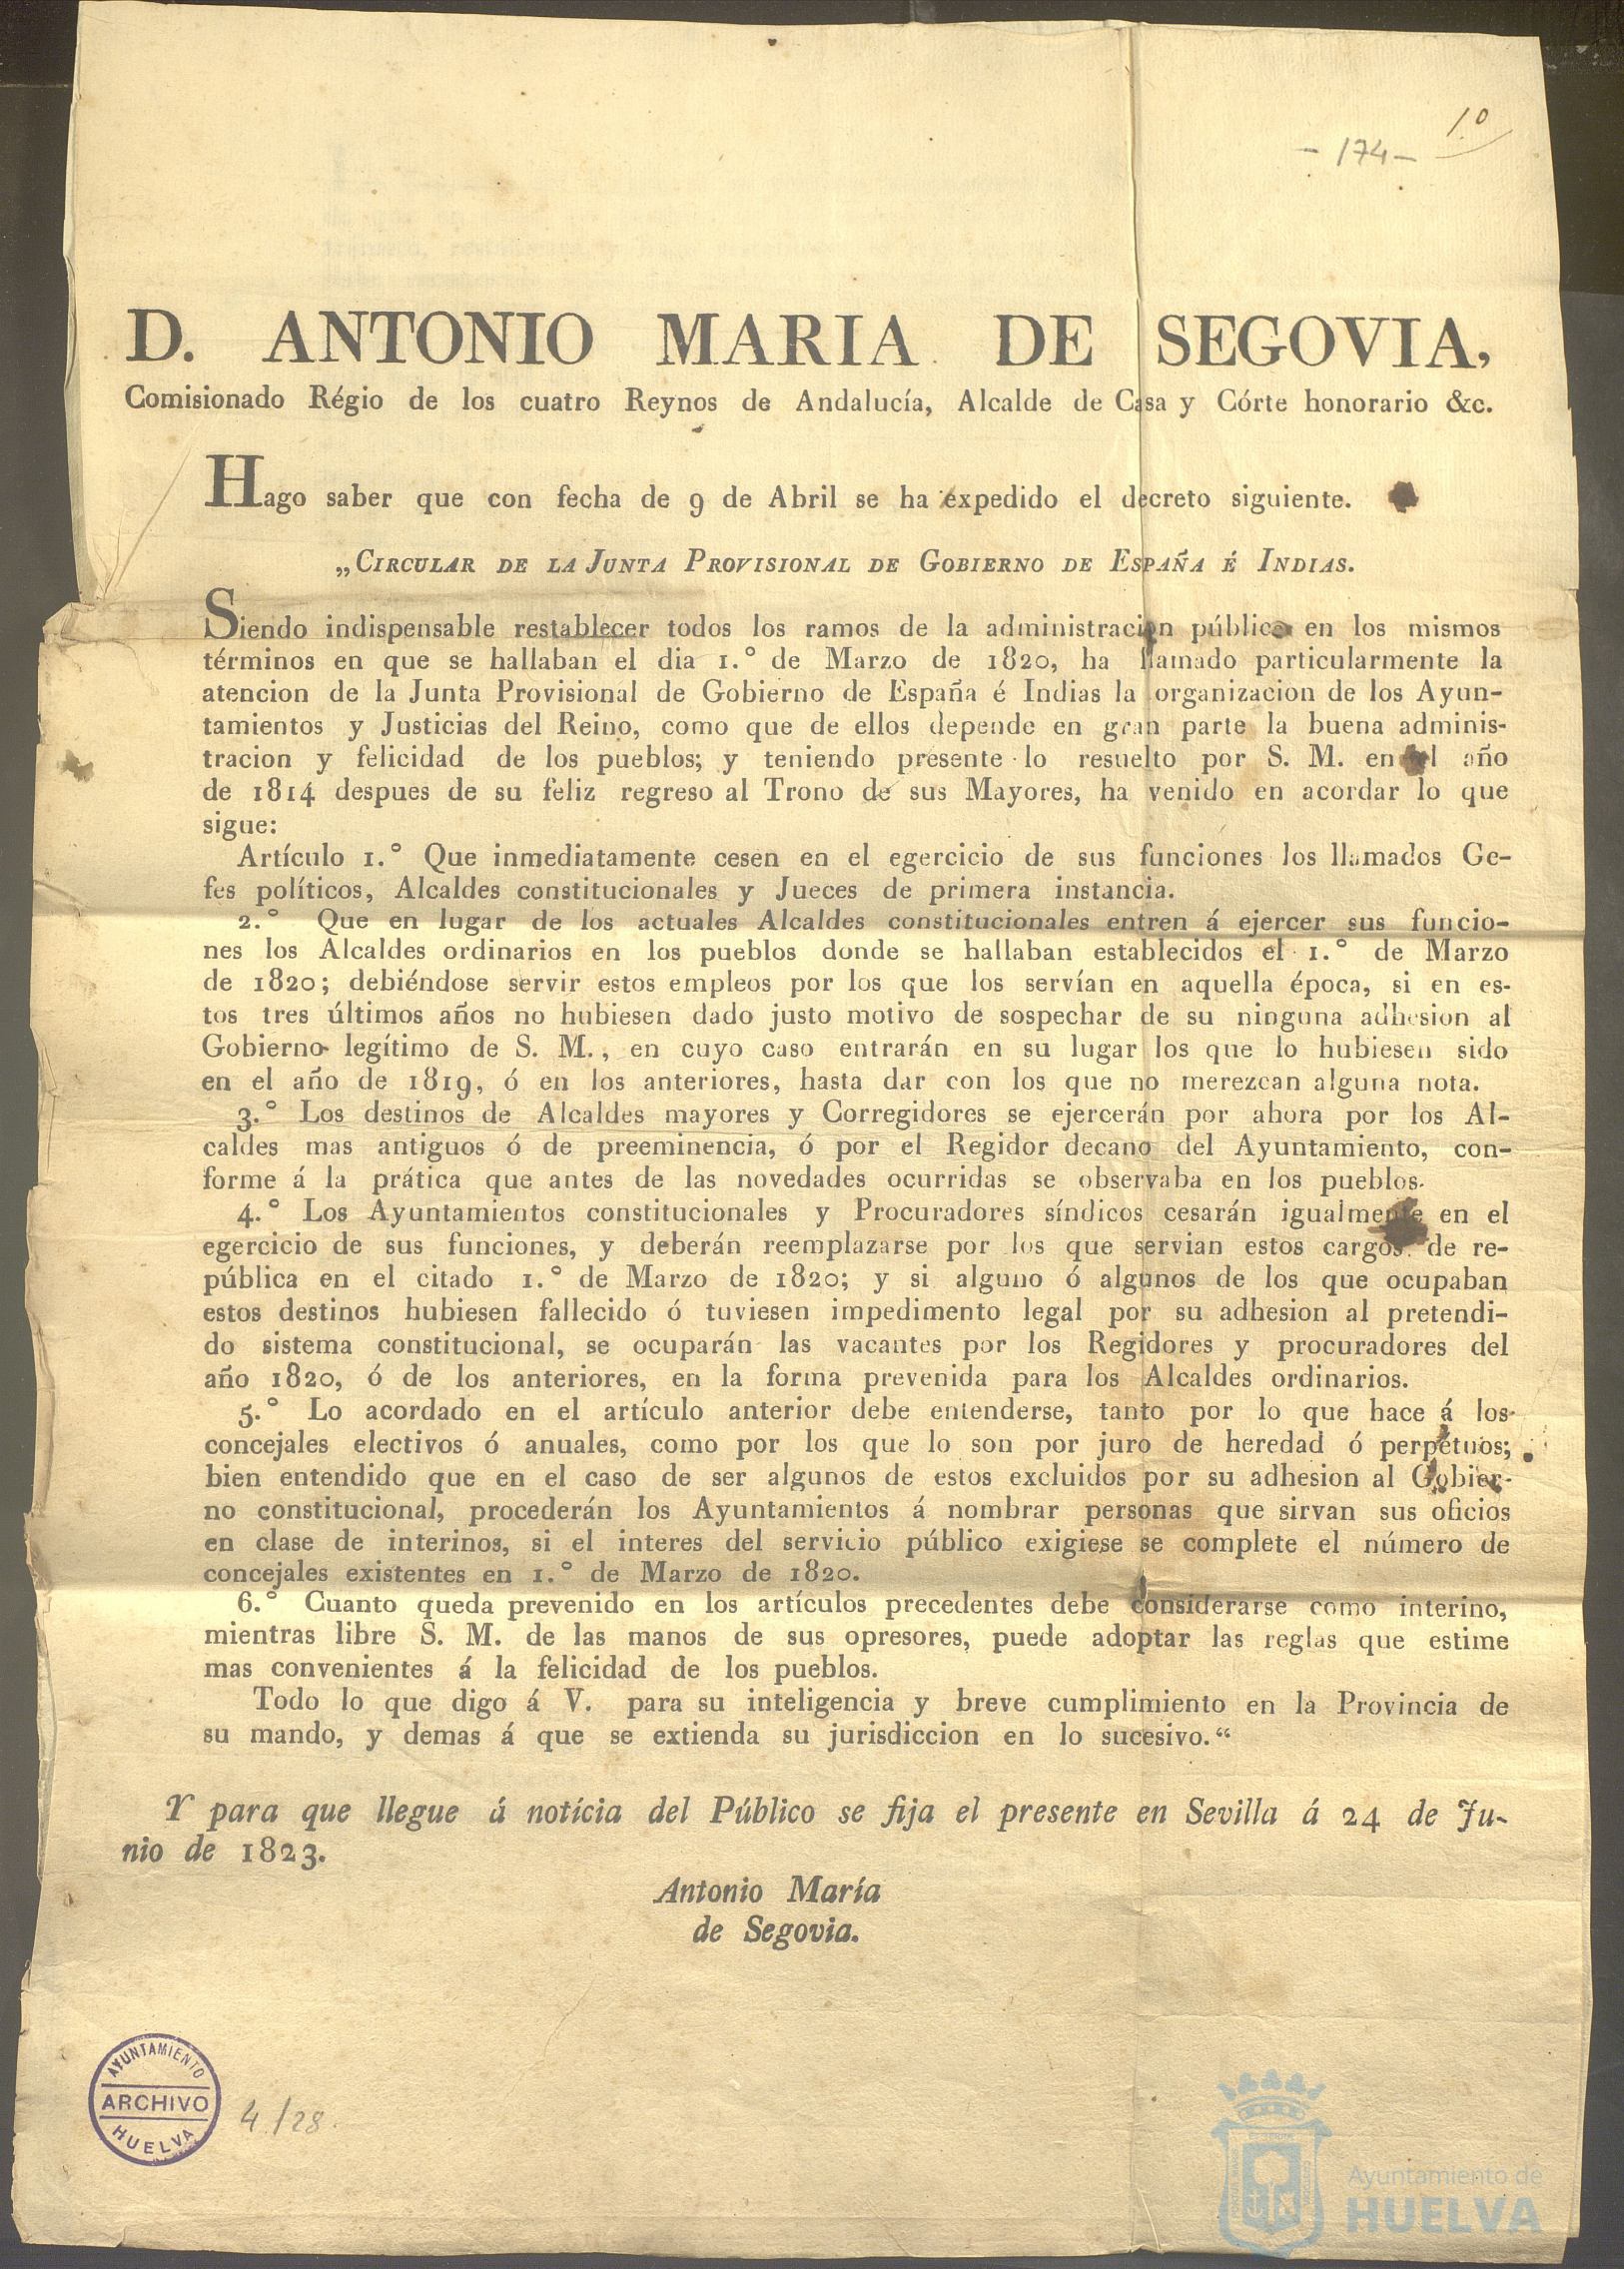 10
- 174 -
D. ANTONIO MARIA DE SEGOVIA,
Comisionado Régio de los cuatro Reynos de Andalucía, Alcalde de Casa y Córte honorario &c.
Hago saber que con fecha de 9 de Abril se ha expedido el decreto siguiente.
„CIRCULAR DE LA JUNTA PROVISIONAL DE GOBIERNO DE ESPAÑA É INDIAS.
Siendo indispensable restablecer todos los ramos de la administracion pública en los mismos
términos en que se hallaban el dia 1.° de Marzo de 1820, ha llamado particularmente la
atencion de la Junta Provisional de Gobierno de España é Indias la organizacion de los Ayun-
tamientos y Justicias del Reino, como que de ellos depende en gran parte la buena adminis-
tracion y felicidad de los pueblos; y teniendo presente lo resuelto por S. M. en el año
de 1814 despues de su feliz regreso al Trono de sus Mayores, ha venido en acordar lo que
sigue:
Artículo 1.° Que inmediatamente cesen en el egercicio de sus funciones los llamados Ge-
fes políticos, Alcaldes constitucionales y Jueces de primera instancia.
2.° Que en lugar de los actuales Alcaldes constitucionales entren á ejercer sus funcio-
nes los Alcaldes ordinarios en los pueblos donde se hallaban establecidos el 1.° de Marzo
de 1820; debiéndose servir estos empleos por los que los servían en aquella época, si en es-
tos tres últimos años no hubiesen dado justo motivo de sospechar de su ninguna adhesion al
Gobierno legítimo de S. M., en cuyo caso entrarán en su lugar los que lo hubiesen sido
en el año de 1819, ó en los anteriores, hasta dar con los que no merezcan alguna nota.
3.° Los destinos de Alcaldes mayores y Corregidores se ejercerán por ahora por los Al-
caldes mas antiguos ó de preeminencia, ó por el Regidor decano del Ayuntamiento, con-
forme á la prática que antes de las novedades ocurridas se observaba en los pueblos.
4.° Los Ayuntamientos constitucionales y Procuradores síndicos cesarán igualmente en el
egercicio de sus funciones, y deberán reemplazarse por los que servian estos cargos de re-
pública en el citado 1.° de Marzo de 1820; y si alguno ó algunos de los que ocupaban
estos destinos hubiesen fallecido ó tuviesen impedimento legal por su adhesion al pretendi-
do sistema constitucional, se ocuparán las vacantes por los Regidores y procuradores del
año 1820, ó de los anteriores, en la forma prevenida para los Alcaldes ordinarios.
5.° Lo acordado en el artículo anterior debe entenderse, tanto por lo que hace á los
concejales electivos ó anuales, como por los que lo son por juro de heredad ó perpétuos;
bien entendido que en el caso de ser algunos de estos excluidos por su adhesion al Gobier-
no constitucional, procederán los Ayuntamientos á nombrar personas que sirvan sus oficios
en clase de interinos, si el interes del servicio público exigiese se complete el número de
concejales existentes en 1.° de Marzo de 1820.
6.° Cuanto queda prevenido en los artículos precedentes debe considerarse como interino,
mientras libre S. M. de las manos de sus opresores, puede adoptar las reglas que estime
mas convenientes á la felicidad de los pueblos.
Todo lo que digo á V. para su inteligencia y breve cumplimiento en la Provincia de
su mando, y demas á que se extienda su jurisdiccion en lo sucesivo.“
Y para que llegue á notícia del Público se fija el presente en Sevilla á 24 de Ju-
nio de 1823.
Antonio María
de Segovia.
AYUNTAMIENTO
ARCHIVO
HUELVA
4/28.
Ayuntamiento de
HUELVA